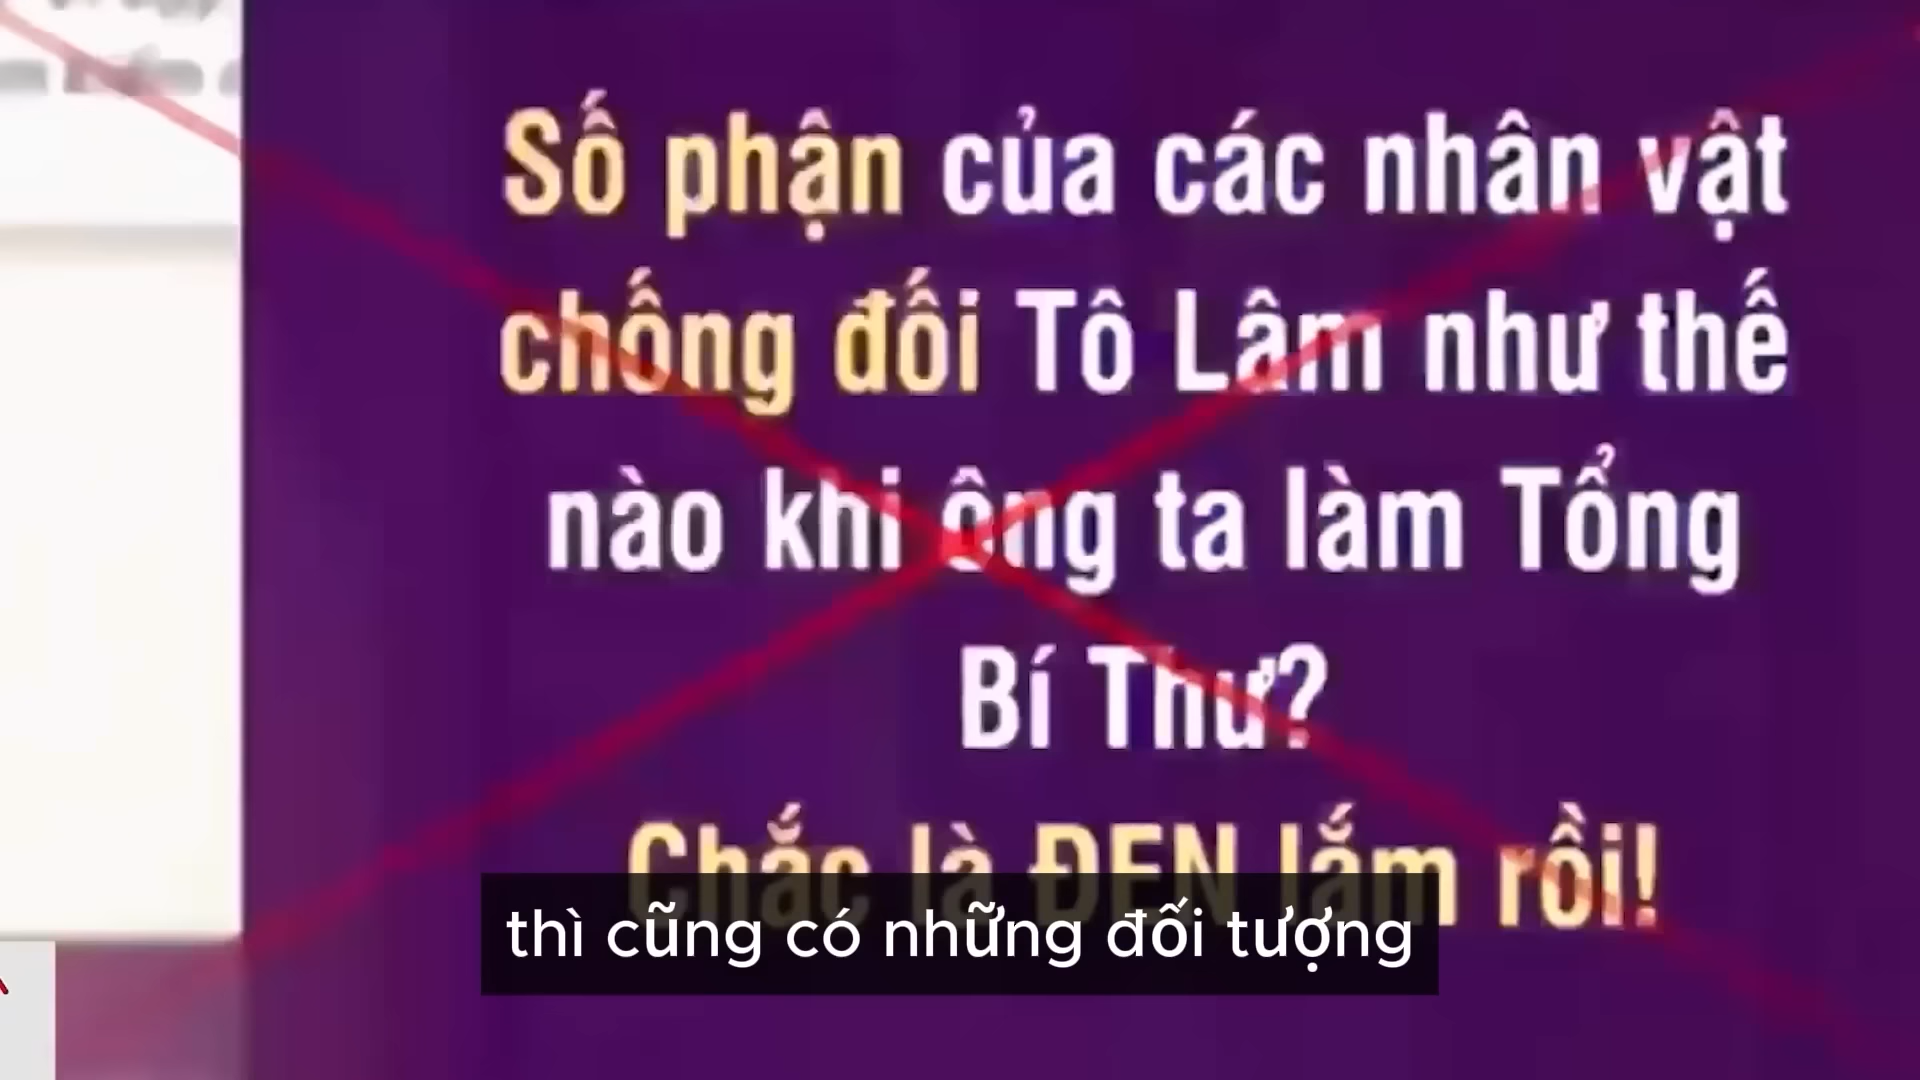 Số phận của các nhân vật
chống đối Tô Lâm như thế
nào khi ông ta làm Tổng
Bí Thư?
Chắc là ĐEN lắm rồi!
thì cũng có những đối tượng